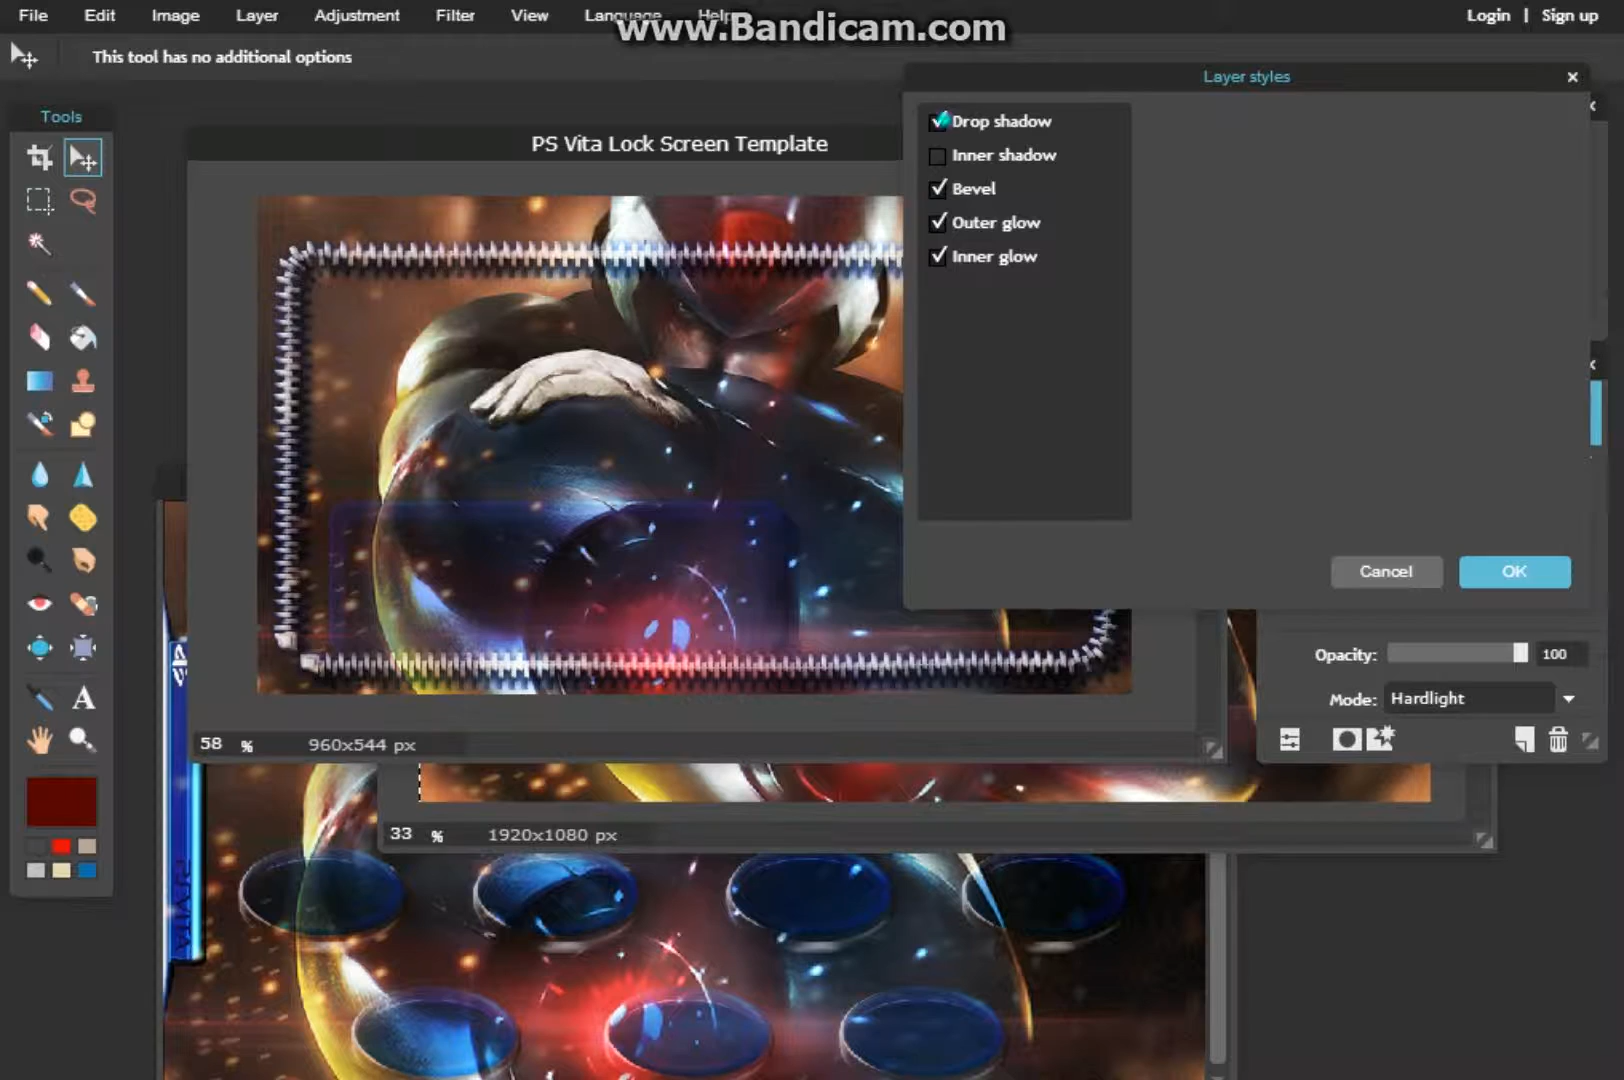 File Edit Image Layer Adjustment Filter View Language Help Login | Sign up
www.Bandicam.com
This tool has no additional options
Layer styles
Tools
Drop shadow
PS Vita Lock Screen Template
Inner shadow
Bevel
Outer glow
Inner glow
Cancel OK
Opacity: 100
Mode: Hardlight
58 % 960x544 px
33 % 1920x1080 px